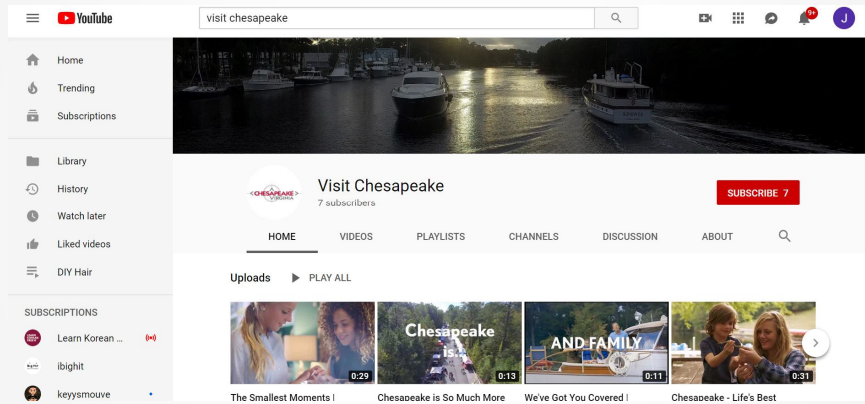 YouTube
visit chesapeake
9+
J
Home
Trending
Subscriptions
Library
History
Watch later
Liked videos
DIY Hair
SUBSCRIPTIONS
Learn Korean ...
ibighit
keyysmouve
CHESAPEAKE
VIRGINIA
Visit Chesapeake
7 subscribers
SUBSCRIBE 7
HOME VIDEOS PLAYLISTS CHANNELS DISCUSSION ABOUT
Uploads PLAY ALL
Chesapeake
is...
AND FAMILY
0:29 0:13 0:11 0:31
The Smallest Moments | Chesapeake is So Much More We've Got You Covered | Chesapeake - Life's Best